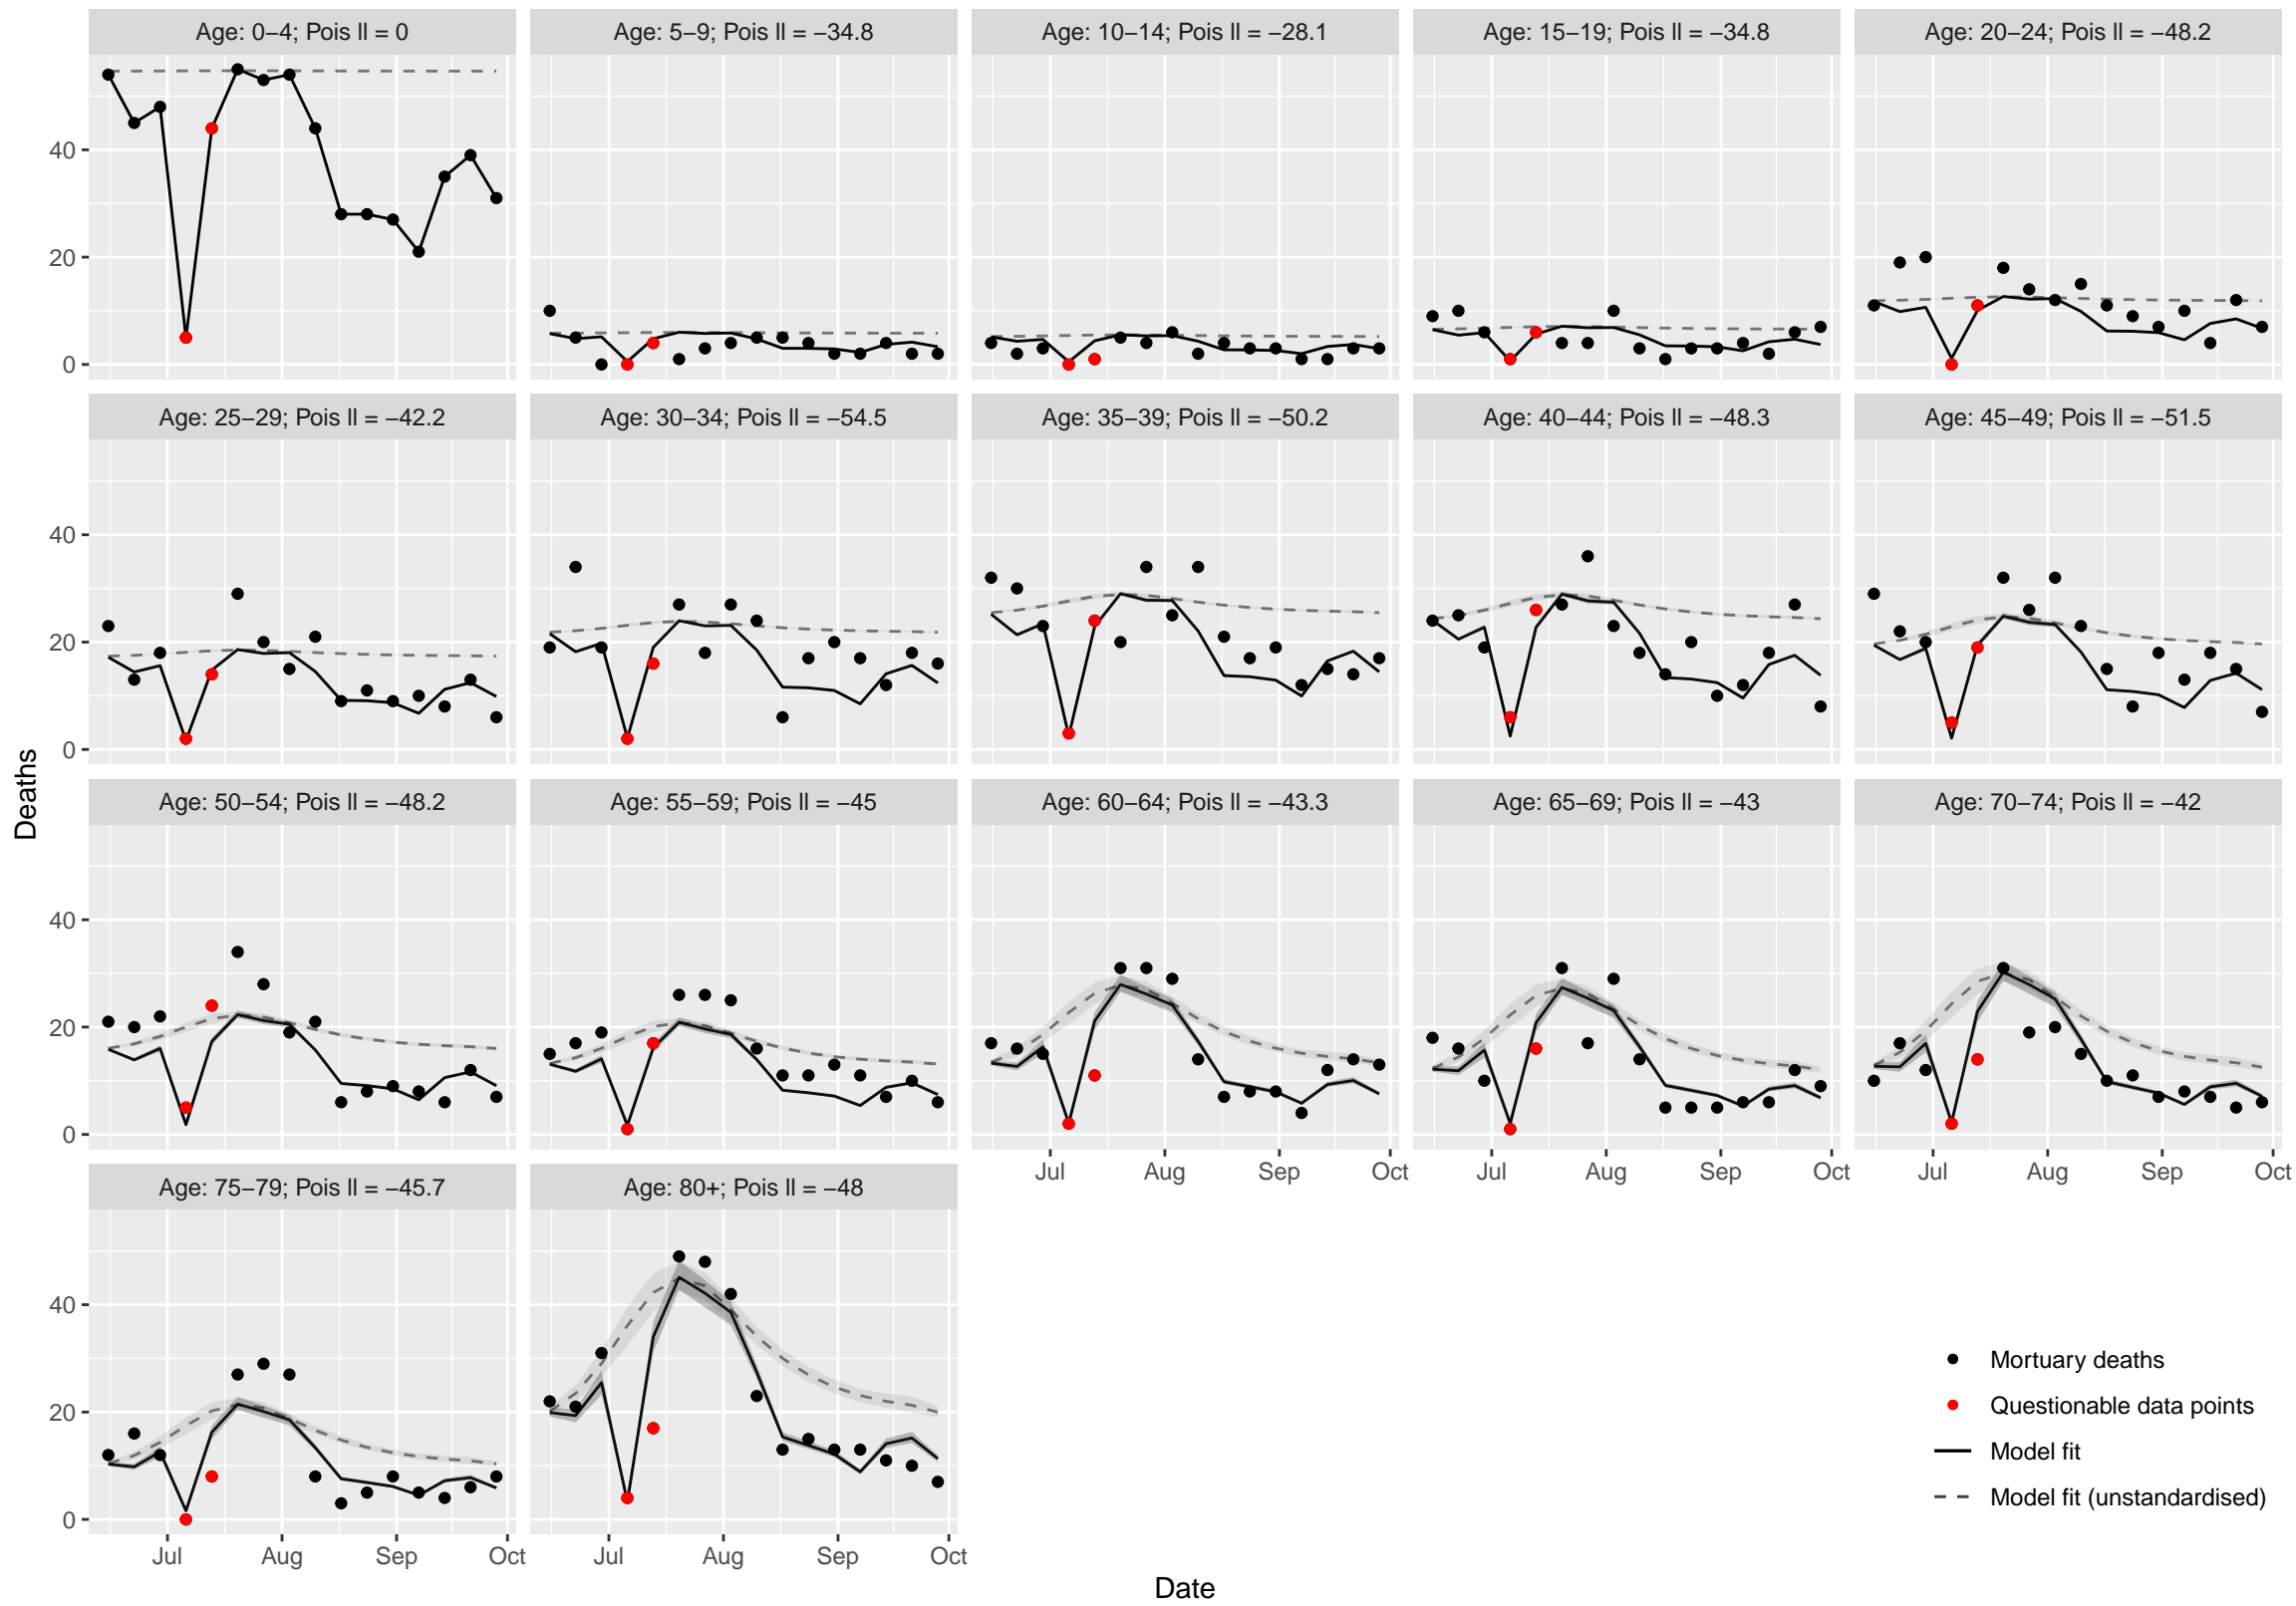 Age: 0−4; Pois ll = 0
Age: 5−9; Pois ll = −34.8
Age: 10−14; Pois ll = −28.1
Age: 15−19; Pois ll = −34.8
Age: 20−24; Pois ll = −48.2
40
20
0
Age: 25−29; Pois ll = −42.2
Age: 30−34; Pois ll = −54.5
Age: 35−39; Pois ll = −50.2
Age: 40−44; Pois ll = −48.3
Age: 45−49; Pois ll = −51.5
40
20
0
Deaths
Age: 50−54; Pois ll = −48.2
Age: 55−59; Pois ll = −45
Age: 60−64; Pois ll = −43.3
Age: 65−69; Pois ll = −43
Age: 70−74; Pois ll = −42
40
20
0
Jul Aug Sep Oct
Jul Aug Sep Oct
Jul Aug Sep Oct
Age: 75−79; Pois ll = −45.7
Age: 80+; Pois ll = −48
40
20
0
Jul Aug Sep Oct
Jul Aug Sep Oct
Date
Mortuary deaths
Questionable data points
Model fit
Model fit (unstandardised)